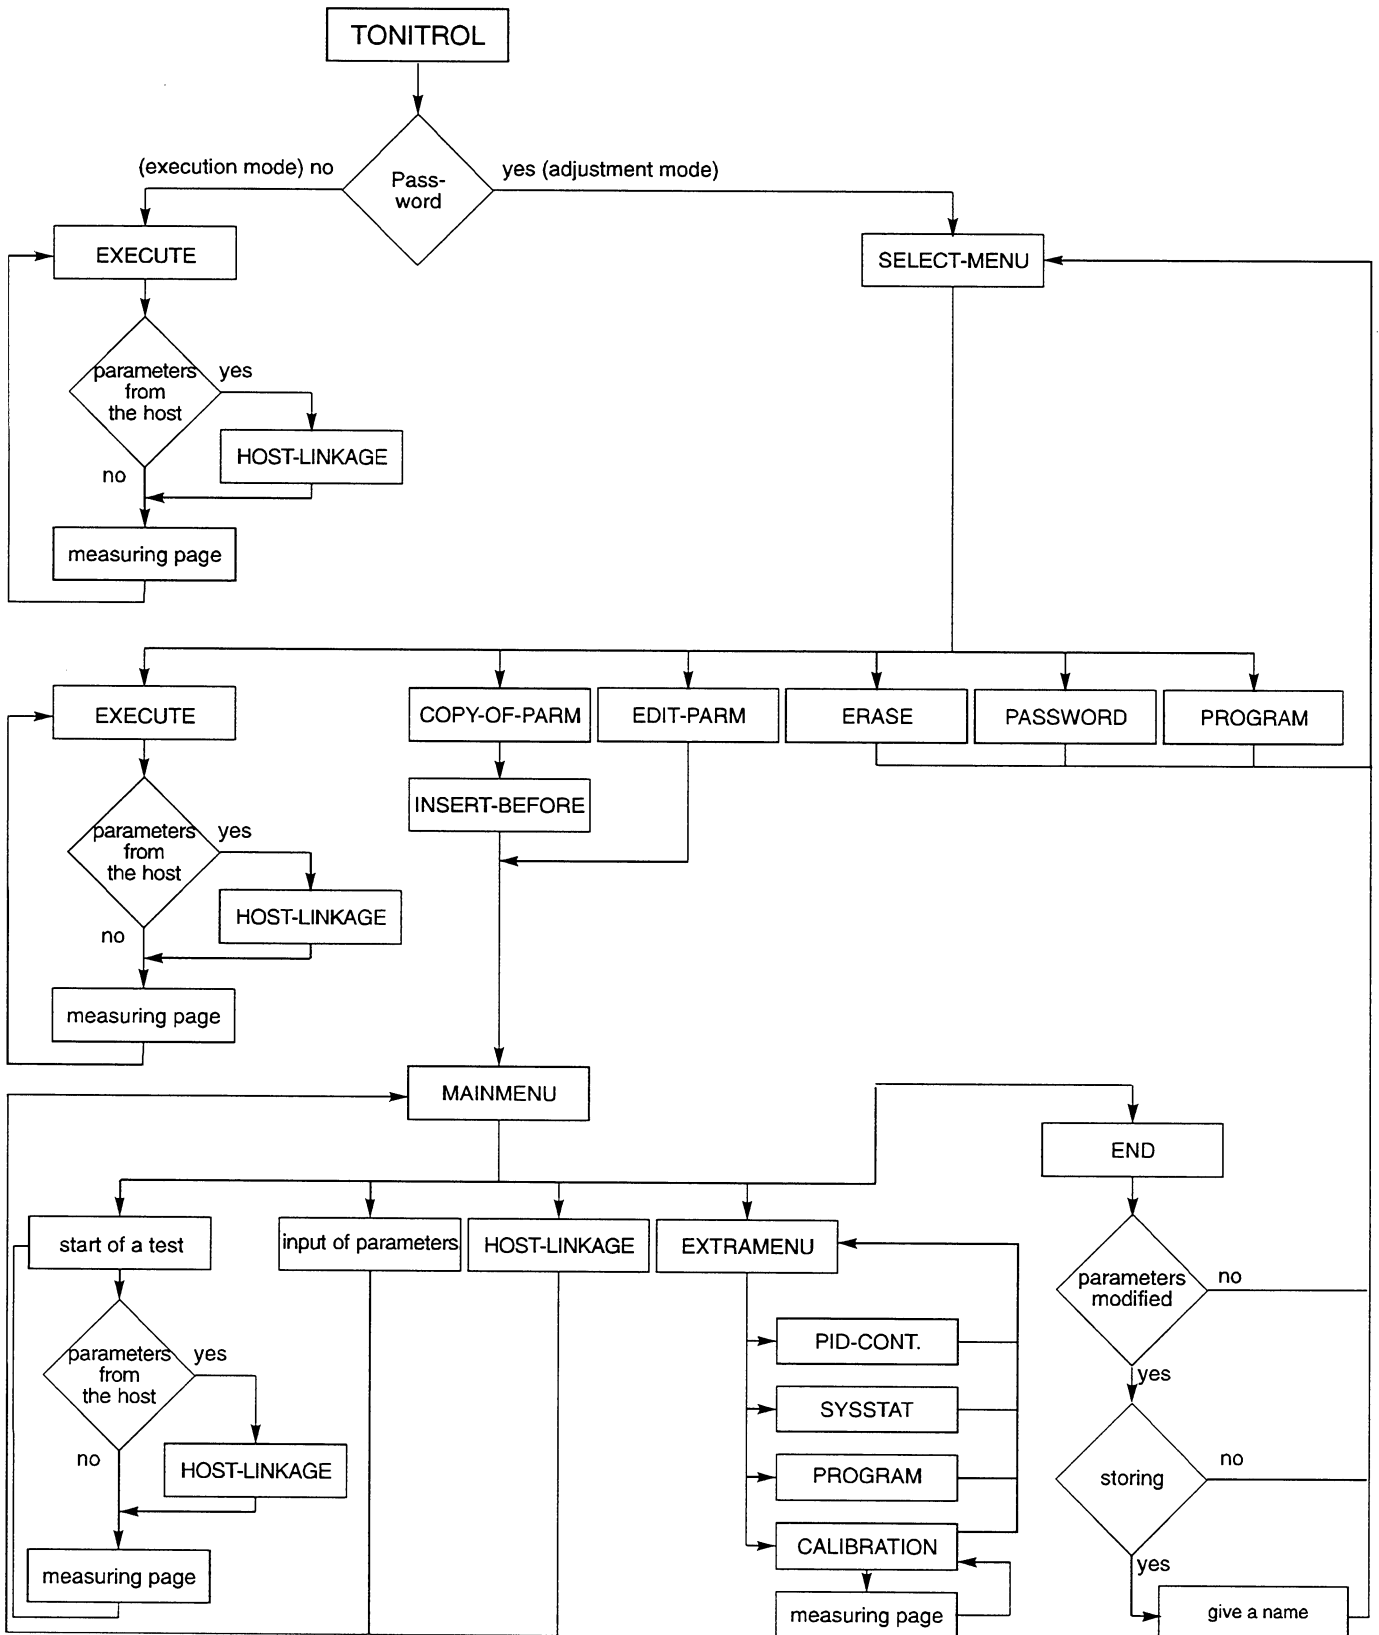 TONITROL
(execution mode) no
yes (adjustment mode)
Pass-
word
EXECUTE
SELECT-MENU
parameters
from
the host
yes
HOST-LINKAGE
no
measuring page
EXECUTE
COPY-OF-PARM
EDIT-PARM
ERASE
PASSWORD
PROGRAM
INSERT-BEFORE
parameters
from
the host
yes
HOST-LINKAGE
no
measuring page
MAINMENU
END
start of a test
input of parameters
HOST-LINKAGE
EXTRAMENU
parameters
modified
no
yes
parameters
from
the host
yes
HOST-LINKAGE
no
measuring page
PID-CONT.
SYSSTAT
PROGRAM
CALIBRATION
measuring page
storing
no
yes
give a name